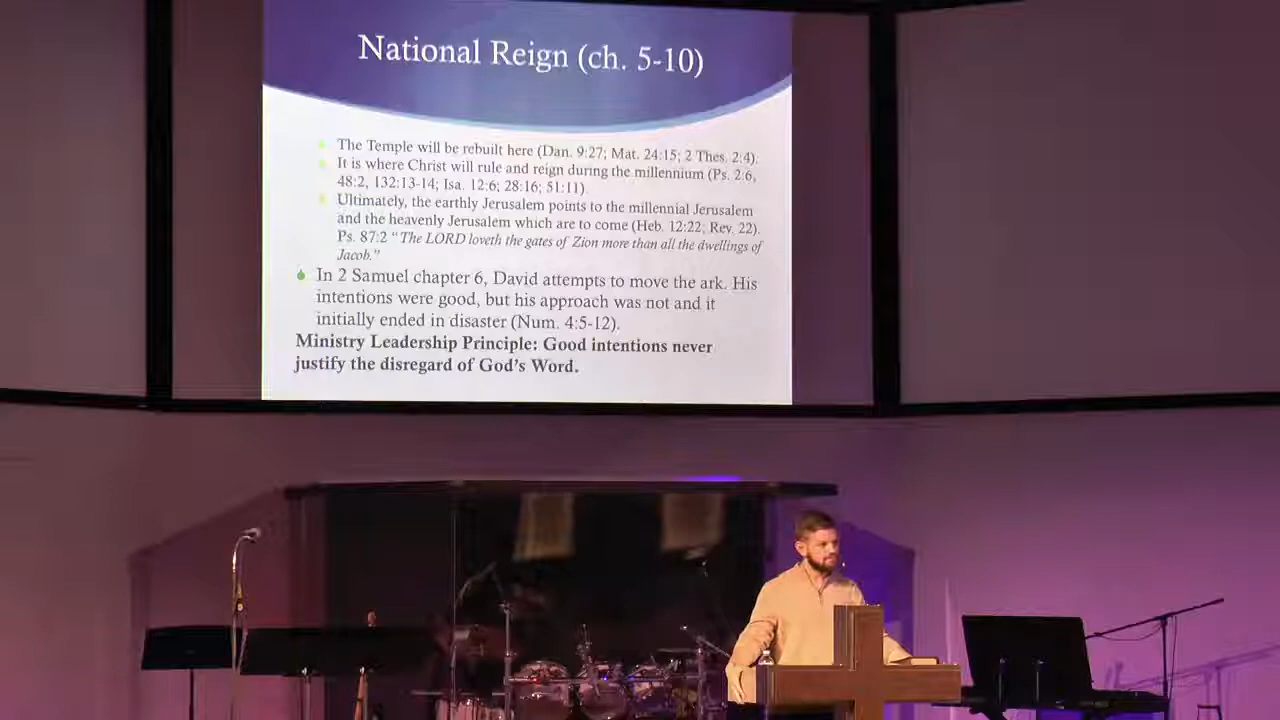 National Reign (ch. 5-10)
The Temple will be rebuilt here (Dan. 9:27; Mat. 24:15; 2 Thes. 2:4).
It is where Christ will rule and reign during the millennium (Ps. 2:6,
48:2, 132:13-14; Isa. 12:6; 28:16; 51:11).
Ultimately, the earthly Jerusalem points to the millennial Jerusalem
and the heavenly Jerusalem which are to come (Heb. 12:22; Rev. 22).
Ps. 87:2 “The LORD loveth the gates of Zion more than all the dwellings of
Jacob.”
In 2 Samuel chapter 6, David attempts to move the ark. His
intentions were good, but his approach was not and it
initially ended in disaster (Num. 4:5-12).
Ministry Leadership Principle: Good intentions never
justify the disregard of God’s Word.